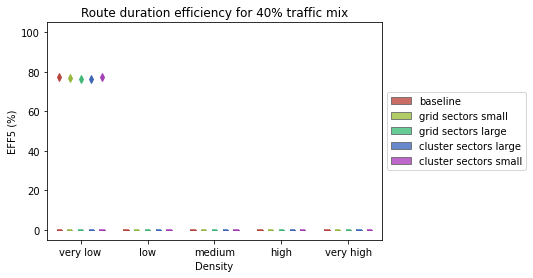 Route duration efficiency for 40% traffic mix
100
80
60
40
20
0
EFF5 (%)
very low low medium high very high
Density
baseline
grid sectors small
grid sectors large
cluster sectors large
cluster sectors small